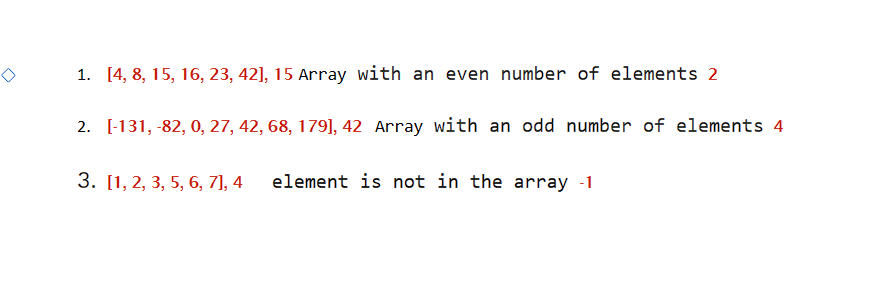 1. [4, 8, 15, 16, 23, 42], 15 Array with an even number of elements 2
2. [-131, -82, 0, 27, 42, 68, 179], 42 Array with an odd number of elements 4
3. [1, 2, 3, 5, 6, 7], 4 element is not in the array -1